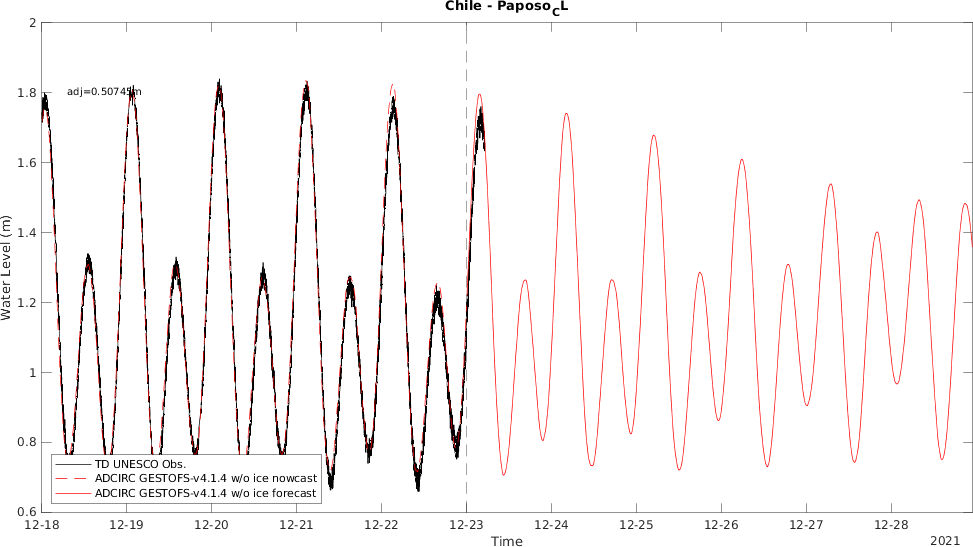 Chile - Paposo_CL
2
1.8
1.6
1.4
1.2
1
0.8
0.6
Water Level (m)
adj=0.50745m
TD UNESCO Obs.
ADCIRC GESTOFS-v4.1.4 w/o ice nowcast
ADCIRC GESTOFS-v4.1.4 w/o ice forecast
12-18 12-19 12-20 12-21 12-22 12-23 12-24 12-25 12-26 12-27 12-28
Time
2021